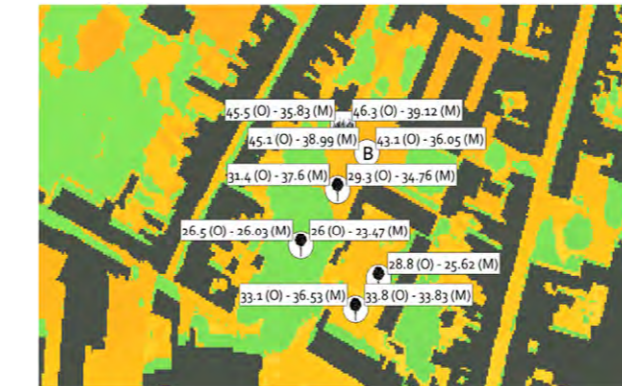 45.5 (O) - 35.83 (M) 46.3 (O) - 39.12 (M)
45.1 (O) - 38.99 (M) 43.1 (O) - 36.05 (M)
B
31.4 (O) - 37.6 (M) 29.3 (O) - 34.76 (M)
26.5 (O) - 26.03 (M) 26 (O) - 23.47 (M)
28.8 (O) - 25.62 (M)
33.1 (O) - 36.53 (M) 33.8 (O) - 33.83 (M)